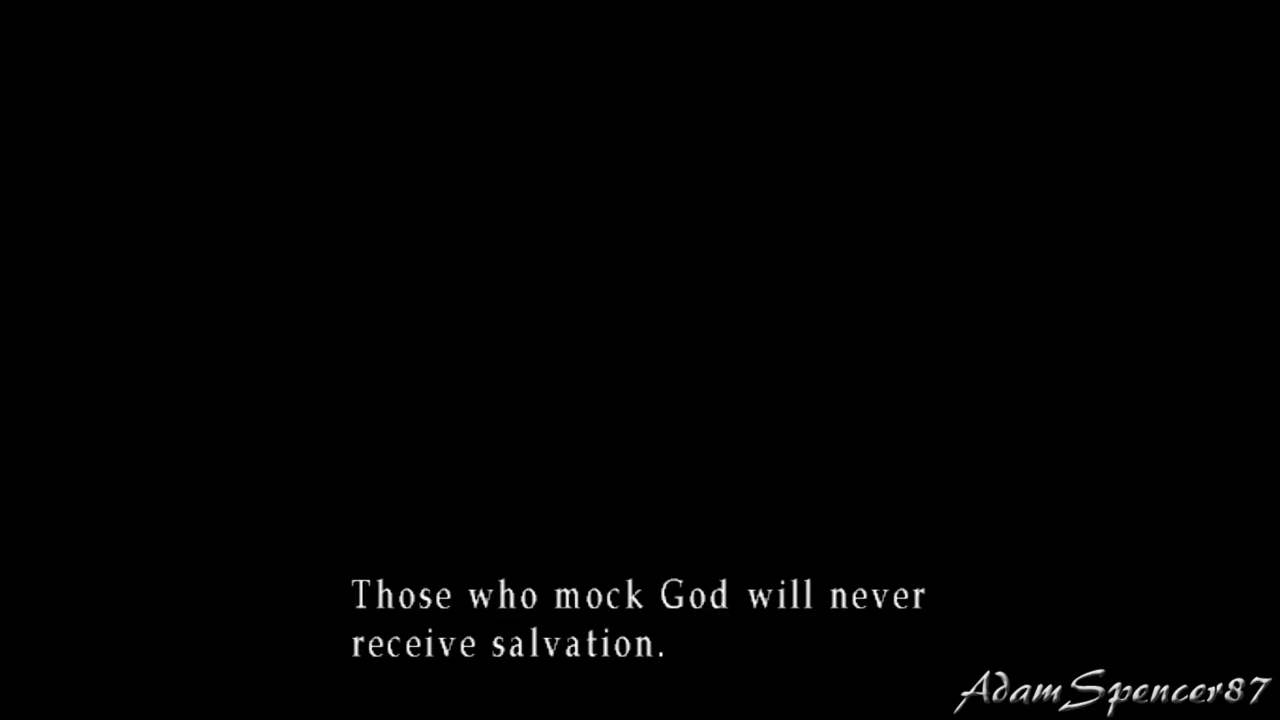 Those who mock God will never
receive salvation.
AdamSpencer87